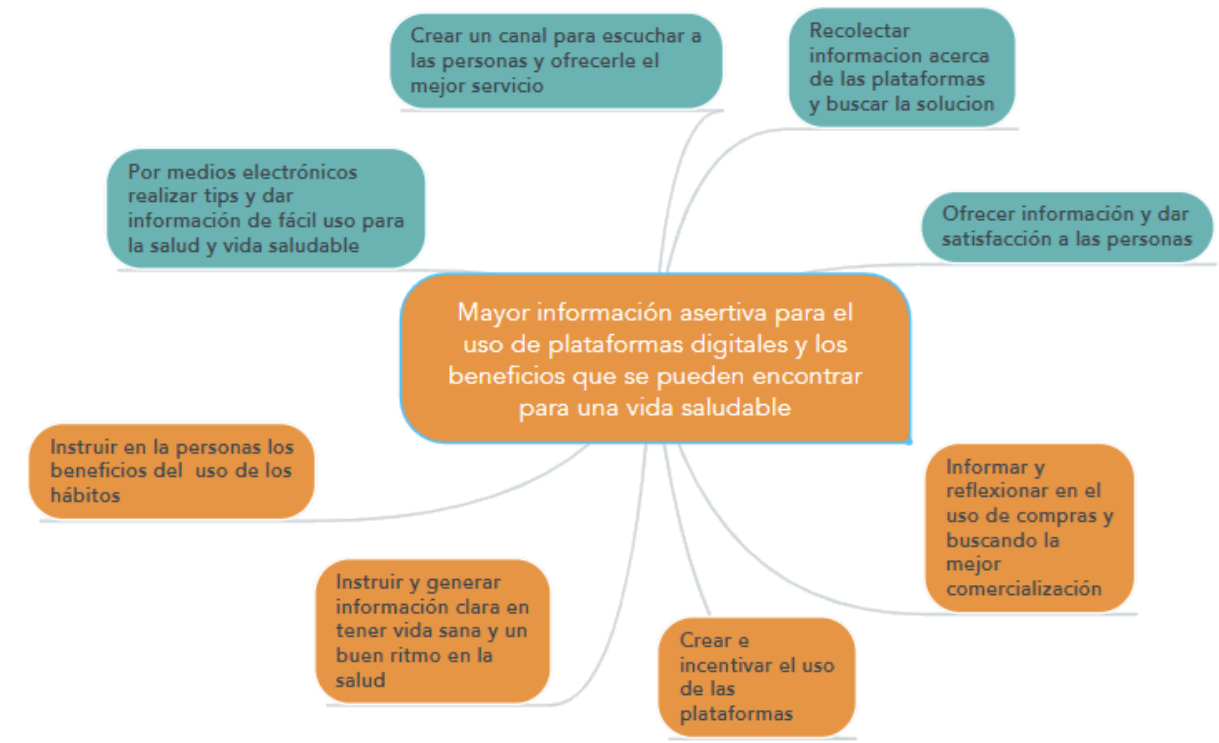 Crear un canal para escuchar a
las personas y ofrecerle el
mejor servicio
Recolectar
informacion acerca
de las plataformas
y buscar la solucion
Por medios electrónicos
realizar tips y dar
información de fácil uso para
la salud y vida saludable
Ofrecer información y dar
satisfacción a las personas
Mayor información asertiva para el
uso de plataformas digitales y los
beneficios que se pueden encontrar
para una vida saludable
Instruir en la personas los
beneficios del  uso de los
hábitos
Informar y
reflexionar en el
uso de compras y
buscando la
mejor
comercialización
Instruir y generar
información clara en
tener vida sana y un
buen ritmo en la
salud
Crear e
incentivar el uso
de las
plataformas